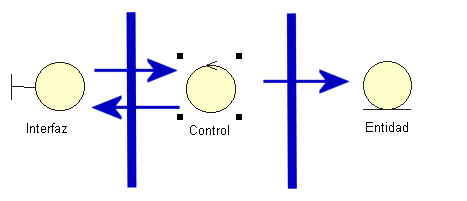 Interfaz
Control
Entidad